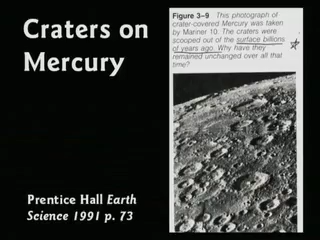 Craters on
Mercury
Figure 3–9 This photograph of
crater-covered Mercury was taken
by Mariner 10. The craters were
scooped out of the surface billions
of years ago. Why have they
remained unchanged over all that
time?
Prentice Hall Earth
Science 1991 p. 73